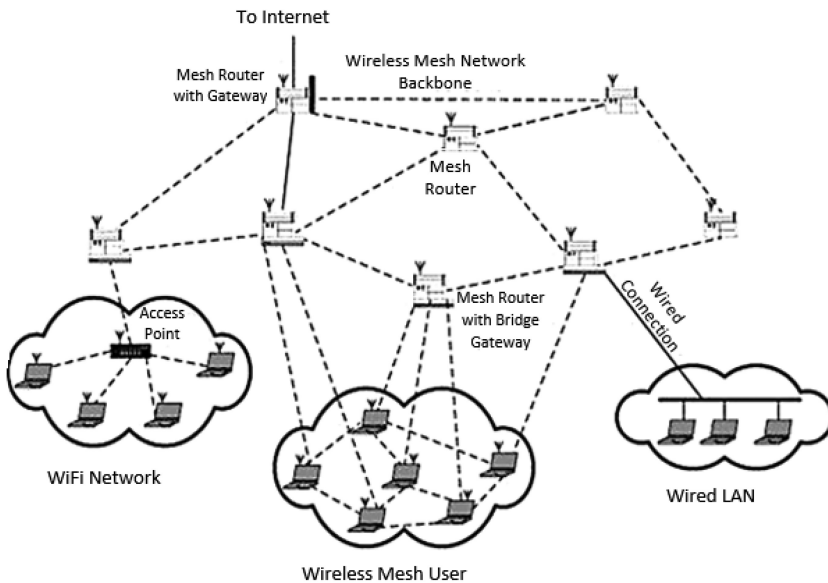 To Internet
Mesh Router
with Gateway
Wireless Mesh Network
Backbone
Mesh
Router
Access
Point
Mesh Router
with Bridge
Gateway
Wired
Connection
WiFi Network
Wired LAN
Wireless Mesh User